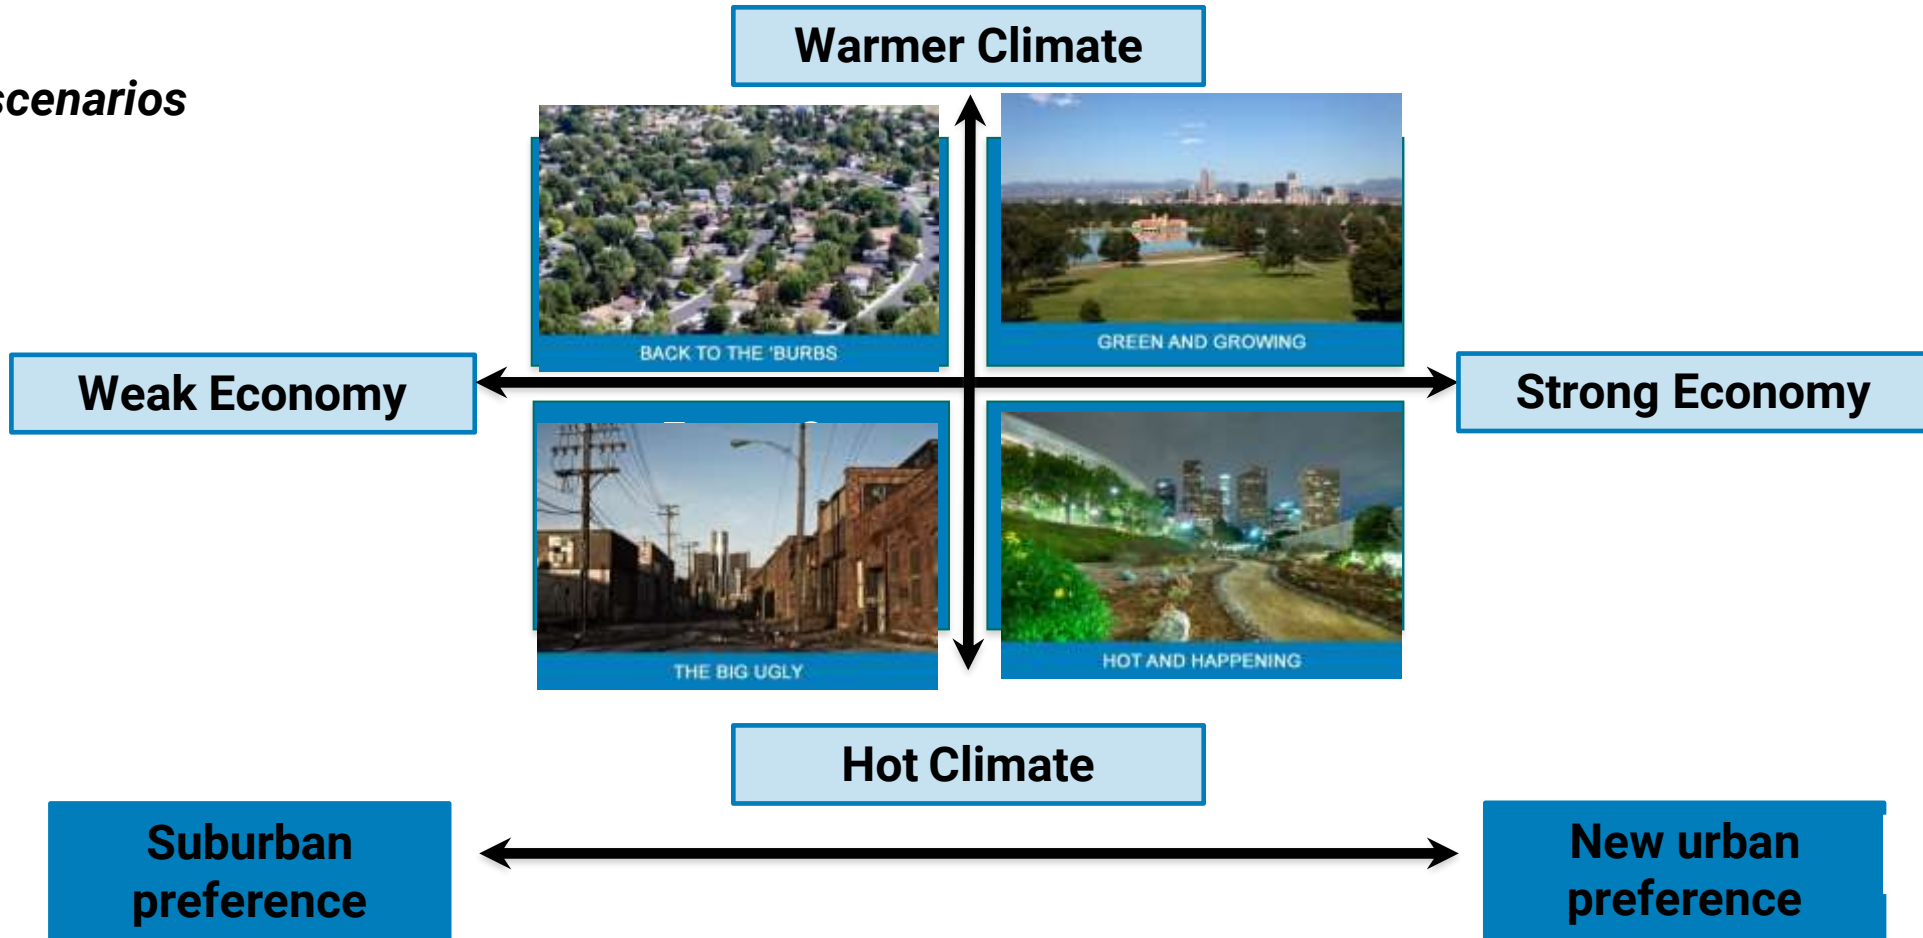 Warmer Climate
scenarios
BACK TO THE 'BURBS
GREEN AND GROWING
Weak Economy
Strong Economy
THE BIG UGLY
HOT AND HAPPENING
Hot Climate
Suburban
preference
New urban
preference